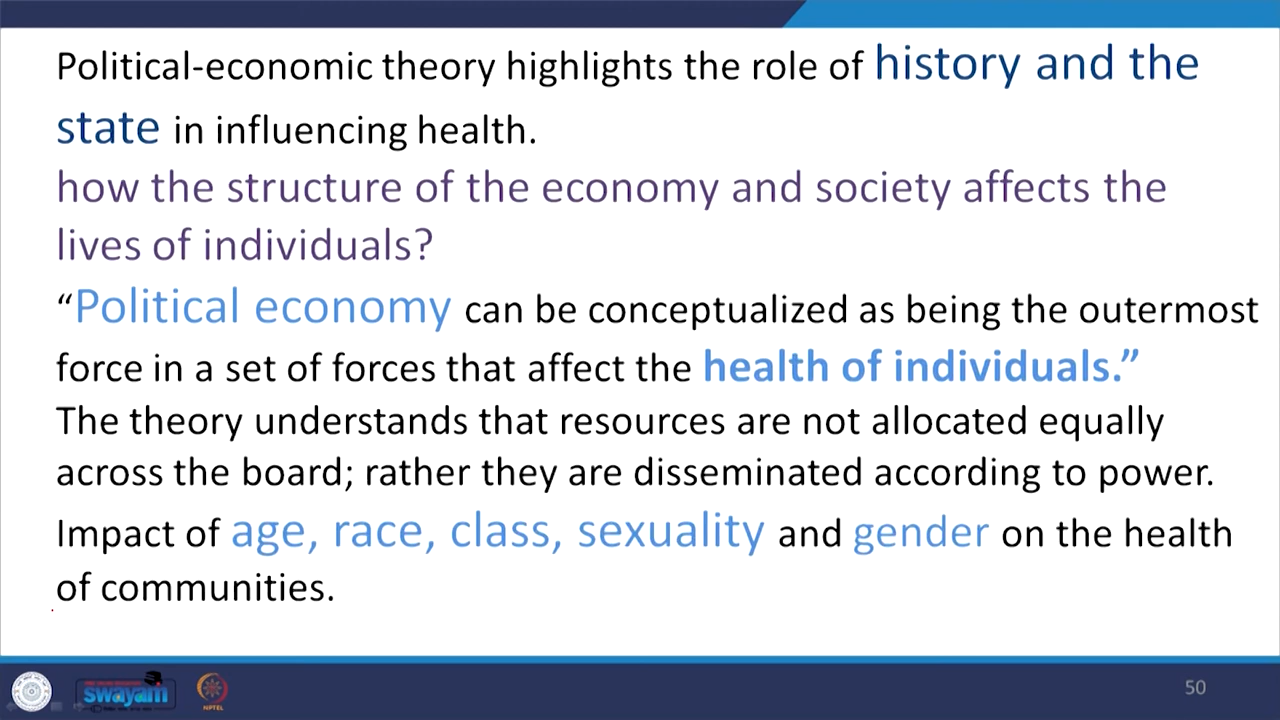 Political-economic theory highlights the role of history and the
state in influencing health.
how the structure of the economy and society affects the
lives of individuals?
“Political economy can be conceptualized as being the outermost
force in a set of forces that affect the health of individuals.”
The theory understands that resources are not allocated equally
across the board; rather they are disseminated according to power.
Impact of age, race, class, sexuality and gender on the health
of communities.
swayam
NPTEL
50